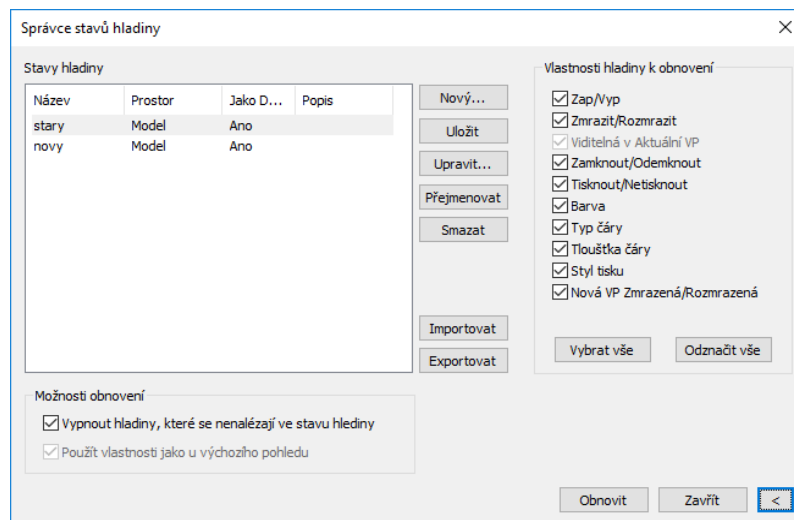 Správce stavů hladiny
Stavy hladiny
Název Prostor Jako D... Popis
stary Model Ano
novy Model Ano
Nový...
Uložit
Upravit...
Přejmenovat
Smazat
Importovat
Exportovat
Vlastnosti hladiny k obnovení
Zap/Vyp
Zmrazit/Rozmrazit
Viditelná v Aktuální VP
Zamknout/Odemknout
Tisknout/Netisknout
Barva
Typ čáry
Tloušťka čáry
Styl tisku
Nová VP Zmrazená/Rozmrazená
Vybrat vše Odznačit vše
Možnosti obnovení
Vypnout hladiny, které se nenalézají ve stavu hlediny
Použít vlastnosti jako u výchozího pohledu
Obnovit Zavřít <